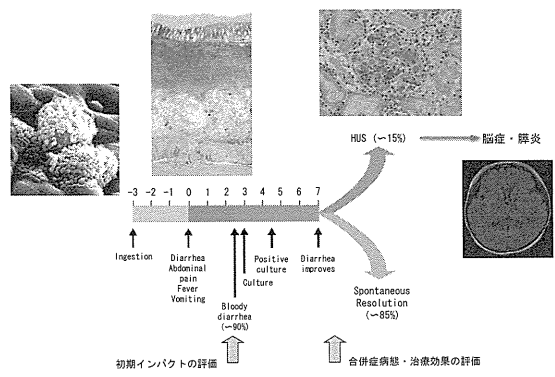 HUS (~15%)
脳症・膵炎
-3 -2 -1 0 1 2 3 4 5 6 7
Ingestion
Diarrhea
Abdominal
pain
Fever
Vomiting
Bloody
diarrhea
(~90%)
Culture
Positive
culture
Diarrhea
improves
Spontaneous
Resolution
(~85%)
初期インパクトの評価
合併症病態・治療効果の評価